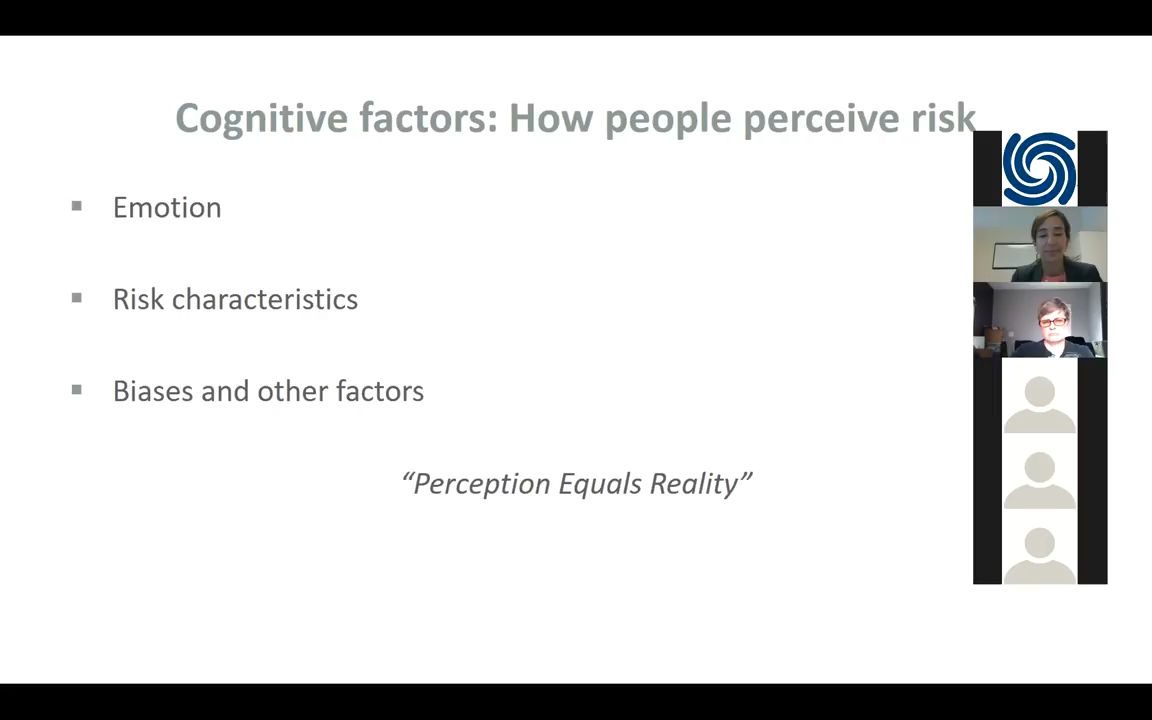 Cognitive factors: How people perceive risk
▪ Emotion
▪ Risk characteristics
▪ Biases and other factors
“Perception Equals Reality”